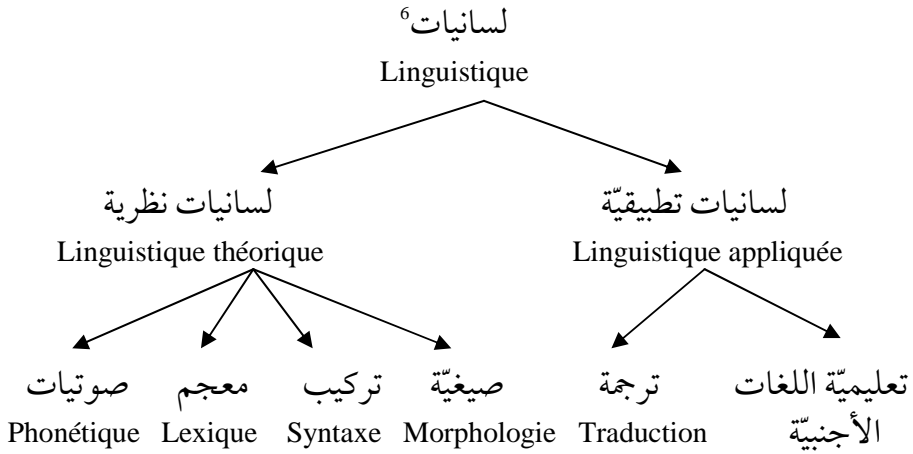 لسانيات⁶
Linguistique
لسانيات نظرية
Linguistique théorique
لسانيات تطبيقيّة
Linguistique appliquée
صوتيات
Phonétique
معجم
Lexique
تركيب
Syntaxe
صيغيّة
Morphologie
ترجمة
Traduction
تعليميّة اللغات
الأجنبيّة